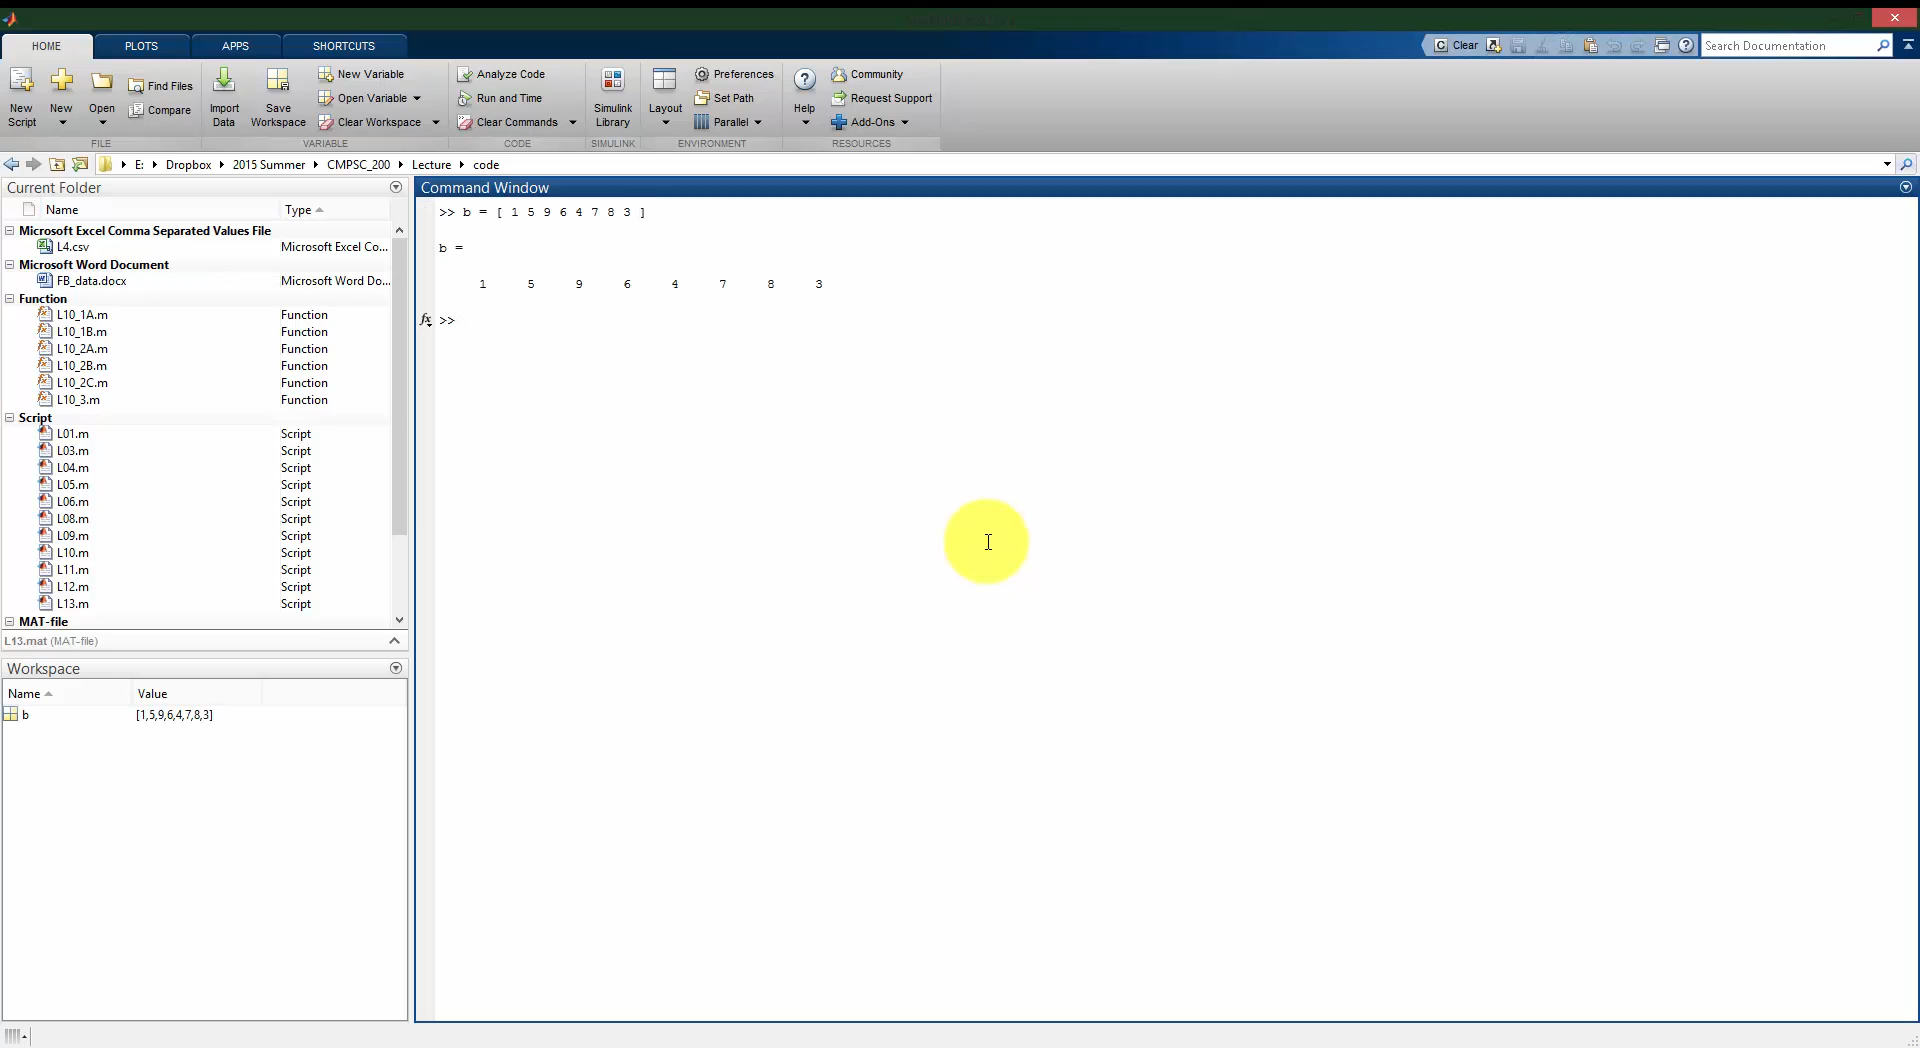 HOME PLOTS APPS SHORTCUTS
Clear
Search Documentation
New Script
New
Open
Find Files
Compare
Import Data
Save Workspace
New Variable
Open Variable
Clear Workspace
Analyze Code
Run and Time
Clear Commands
Simulink Library
Layout
Preferences
Set Path
Parallel
Help
Community
Request Support
Add-Ons
FILE VARIABLE CODE SIMULINK ENVIRONMENT RESOURCES
E: Dropbox 2015 Summer CMPSC_200 Lecture code
Current Folder
Name Type
Microsoft Excel Comma Separated Values File
L4.csv Microsoft Excel Co...
Microsoft Word Document
FB_data.docx Microsoft Word Do...
Function
L10_1A.m Function
L10_1B.m Function
L10_2A.m Function
L10_2B.m Function
L10_2C.m Function
L10_3.m Function
Script
L01.m Script
L03.m Script
L04.m Script
L05.m Script
L06.m Script
L08.m Script
L09.m Script
L10.m Script
L11.m Script
L12.m Script
L13.m Script
MAT-file
L13.mat (MAT-file)
Workspace
Name Value
b [1,5,9,6,4,7,8,3]
Command Window
>> b = [ 1 5 9 6 4 7 8 3 ]
b =
1 5 9 6 4 7 8 3
fx >>